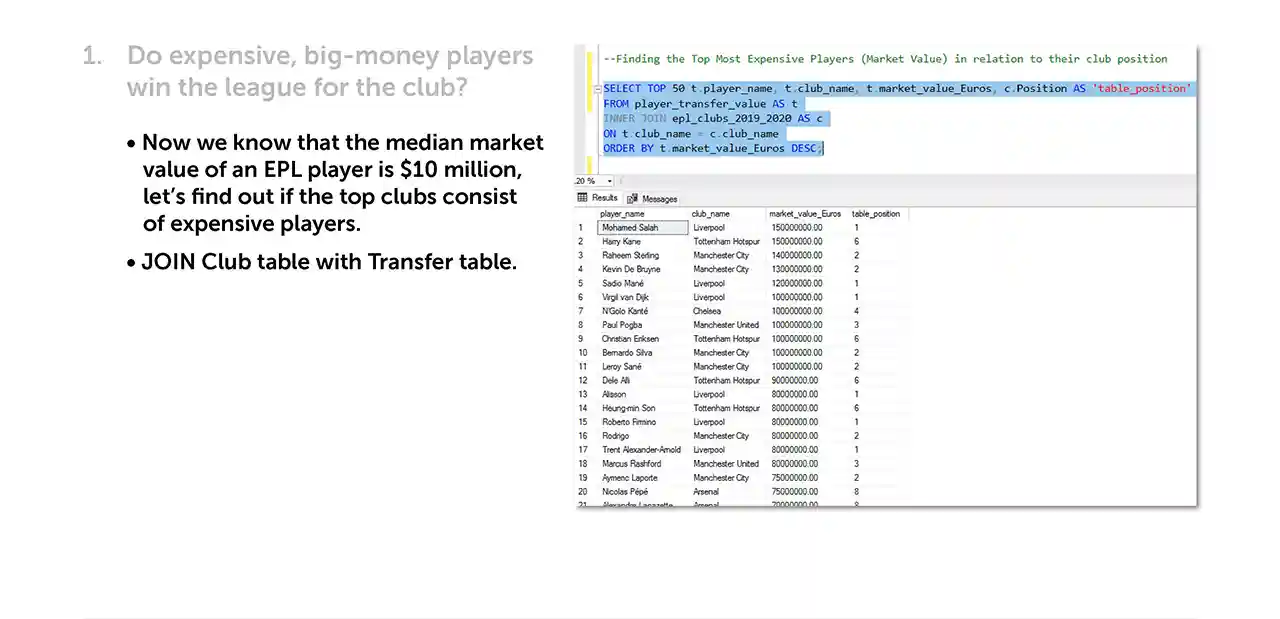 1. Do expensive, big-money players
win the league for the club?
• Now we know that the median market
value of an EPL player is $10 million,
let's find out if the top clubs consist
of expensive players.
• JOIN Club table with Transfer table.
--Finding the Top Most Expensive Players (Market Value) in relation to their club position
SELECT TOP 50 t.player_name, t.club_name, t.market_value_Euros, c.Position AS 'table_position'
FROM player_transfer_value AS t
INNER JOIN epl_clubs_2019_2020 AS c
ON t.club_name = c.club_name
ORDER BY t.market_value_Euros DESC;
20 %
Results Messages
player_name club_name market_value_Euros table_position
1 Mohamed Salah Liverpool 150000000.00 1
2 Harry Kane Tottenham Hotspur 150000000.00 6
3 Raheem Sterling Manchester City 140000000.00 2
4 Kevin De Bruyne Manchester City 130000000.00 2
5 Sadio Mané Liverpool 120000000.00 1
6 Virgil van Dijk Liverpool 100000000.00 1
7 N'Golo Kanté Chelsea 100000000.00 4
8 Paul Pogba Manchester United 100000000.00 3
9 Christian Eriksen Tottenham Hotspur 100000000.00 6
10 Bernardo Silva Manchester City 100000000.00 2
11 Leroy Sané Manchester City 100000000.00 2
12 Dele Alli Tottenham Hotspur 90000000.00 6
13 Alisson Liverpool 80000000.00 1
14 Heung-min Son Tottenham Hotspur 80000000.00 6
15 Roberto Firmino Liverpool 80000000.00 1
16 Rodrigo Manchester City 80000000.00 2
17 Trent Alexander-Arnold Liverpool 80000000.00 1
18 Marcus Rashford Manchester United 80000000.00 3
19 Aymeric Laporte Manchester City 75000000.00 2
20 Nicolas Pépé Arsenal 75000000.00 8
21 Alexandre Lacazette Arsenal 70000000.00 8